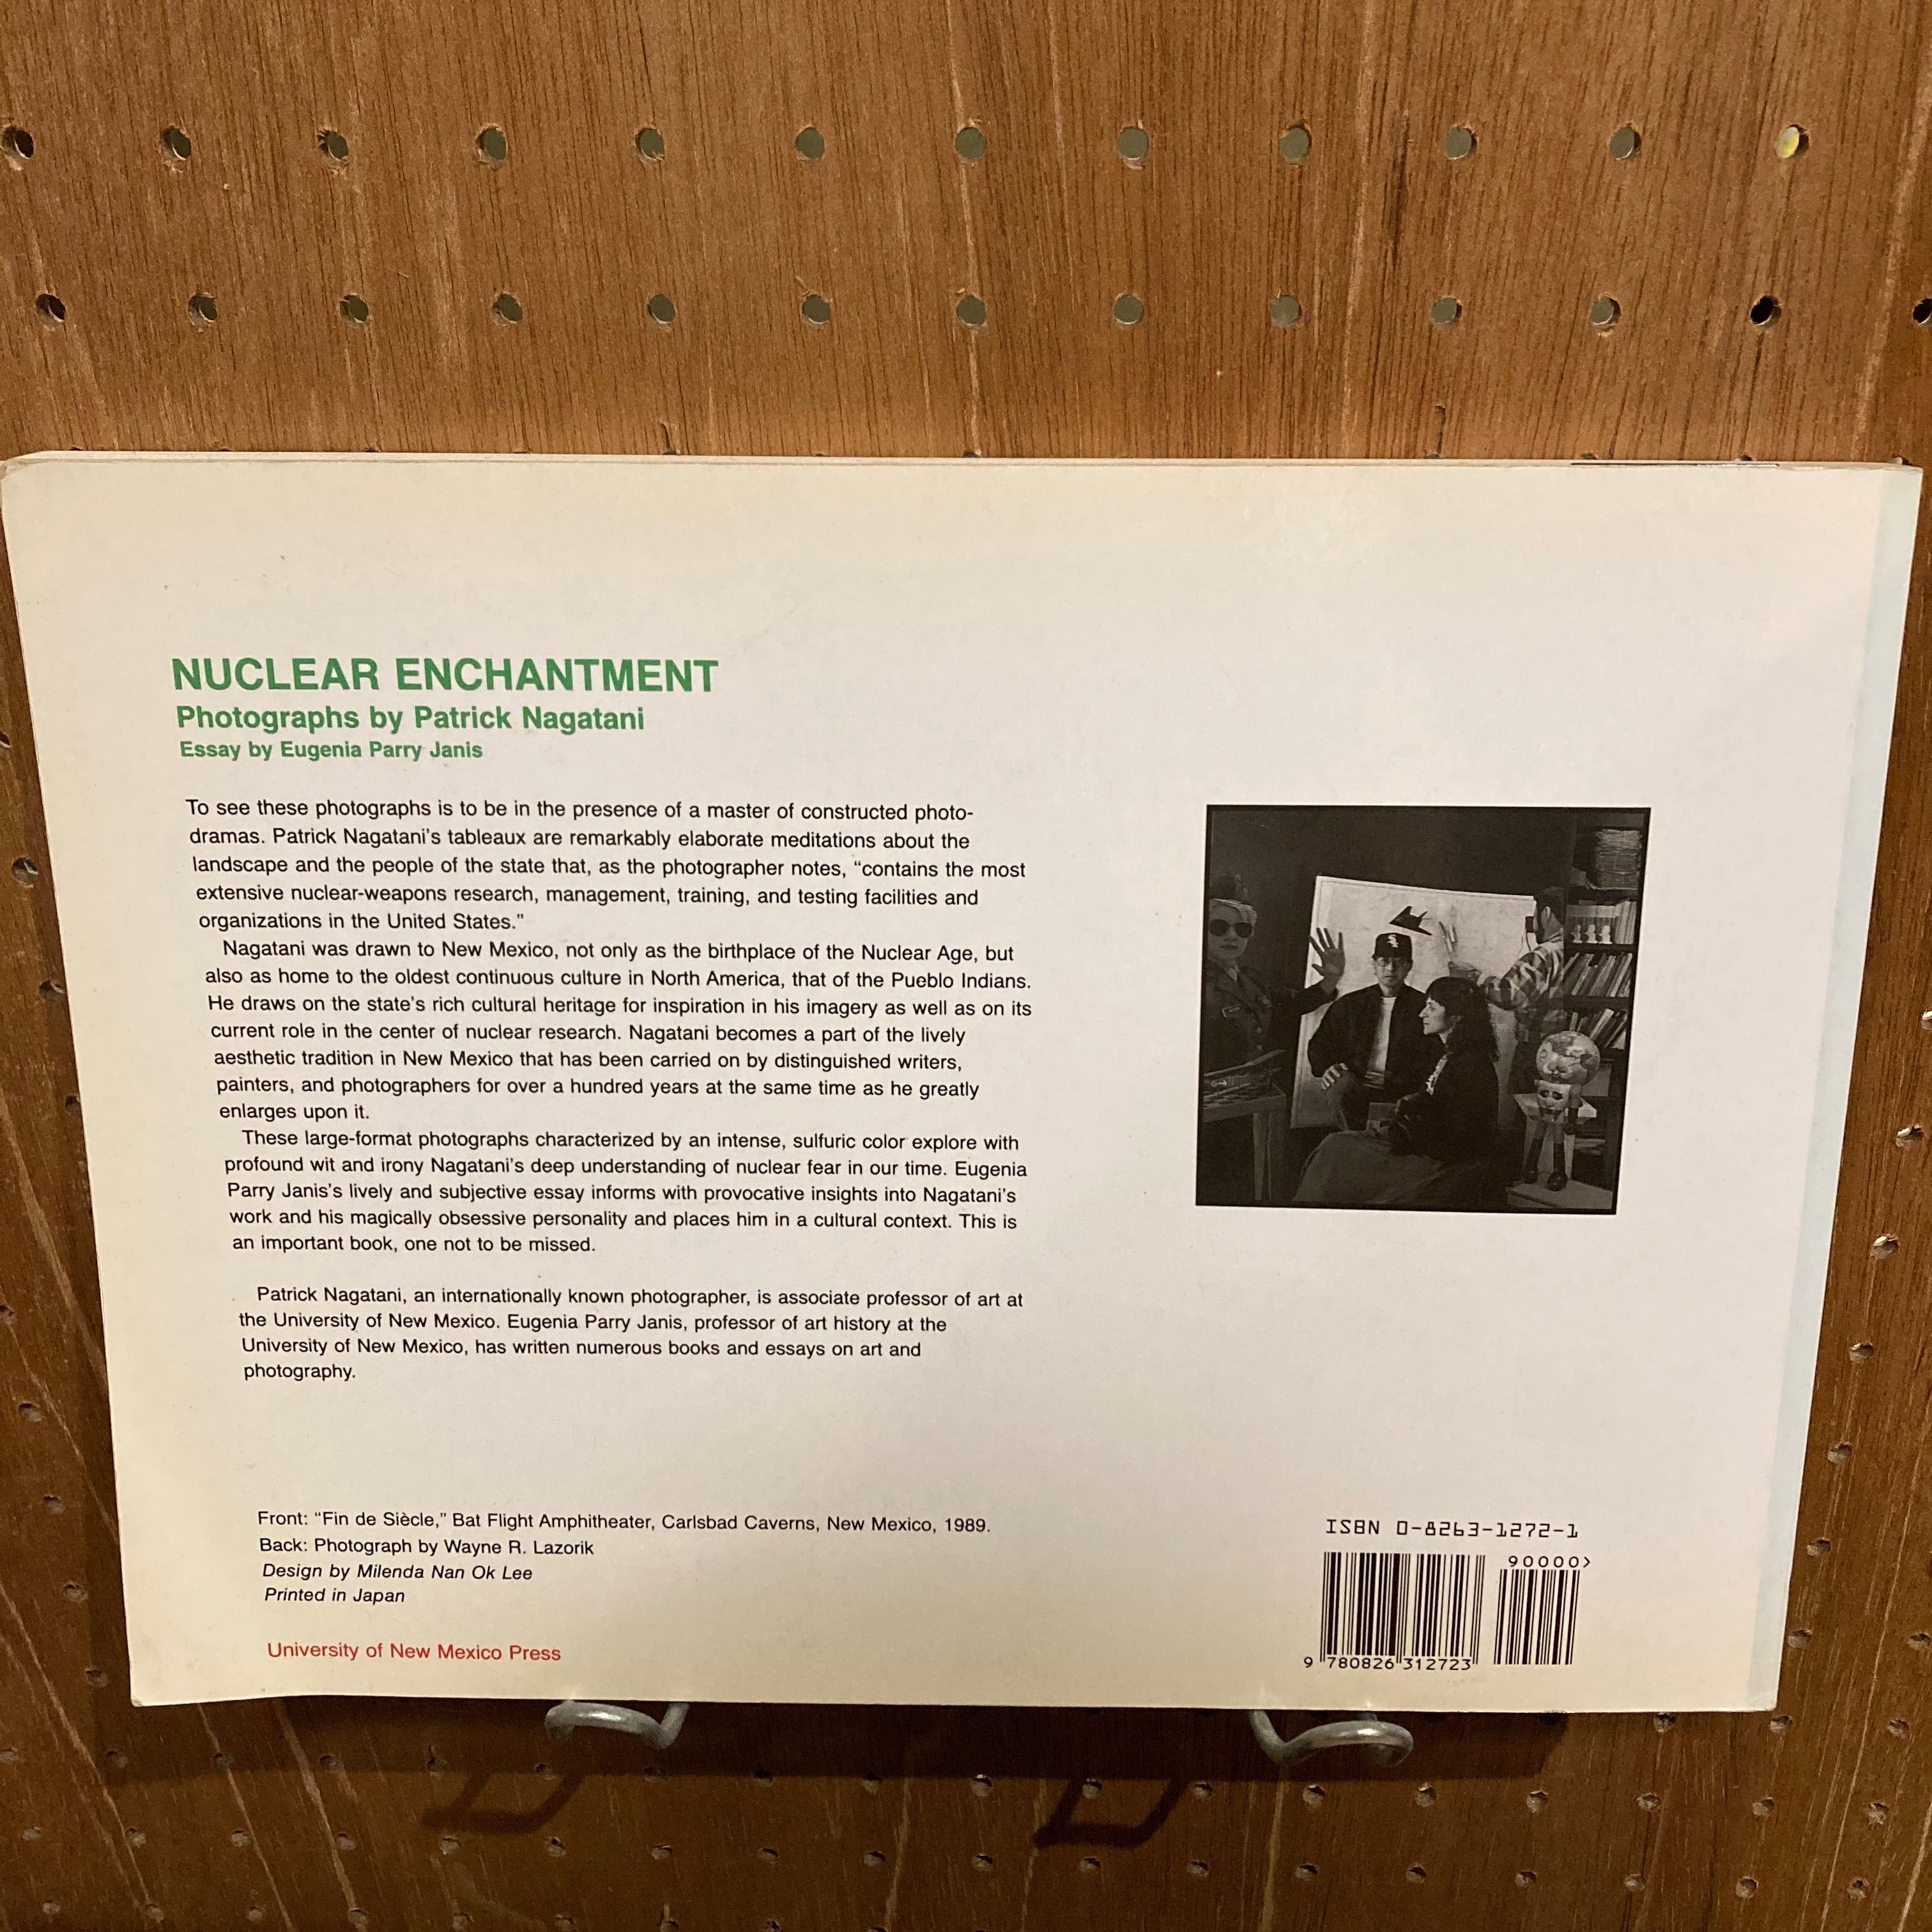 NUCLEAR ENCHANTMENT
Photographs by Patrick Nagatani
Essay by Eugenia Parry Janis
To see these photographs is to be in the presence of a master of constructed photo-
dramas. Patrick Nagatani's tableaux are remarkably elaborate meditations about the
landscape and the people of the state that, as the photographer notes, “contains the most
extensive nuclear-weapons research, management, training, and testing facilities and
organizations in the United States.”
Nagatani was drawn to New Mexico, not only as the birthplace of the Nuclear Age, but
also as home to the oldest continuous culture in North America, that of the Pueblo Indians.
He draws on the state's rich cultural heritage for inspiration in his imagery as well as on its
current role in the center of nuclear research. Nagatani becomes a part of the lively
aesthetic tradition in New Mexico that has been carried on by distinguished writers,
painters, and photographers for over a hundred years at the same time as he greatly
enlarges upon it.
These large-format photographs characterized by an intense, sulfuric color explore with
profound wit and irony Nagatani's deep understanding of nuclear fear in our time. Eugenia
Parry Janis's lively and subjective essay informs with provocative insights into Nagatani's
work and his magically obsessive personality and places him in a cultural context. This is
an important book, one not to be missed.
Patrick Nagatani, an internationally known photographer, is associate professor of art at
the University of New Mexico. Eugenia Parry Janis, professor of art history at the
University of New Mexico, has written numerous books and essays on art and
photography.
Front: “Fin de Siècle,” Bat Flight Amphitheater, Carlsbad Caverns, New Mexico, 1989.
Back: Photograph by Wayne R. Lazorik
Design by Milenda Nan Ok Lee
Printed in Japan
University of New Mexico Press
ISBN 0-8263-1272-1
90000>
9 780826 312723